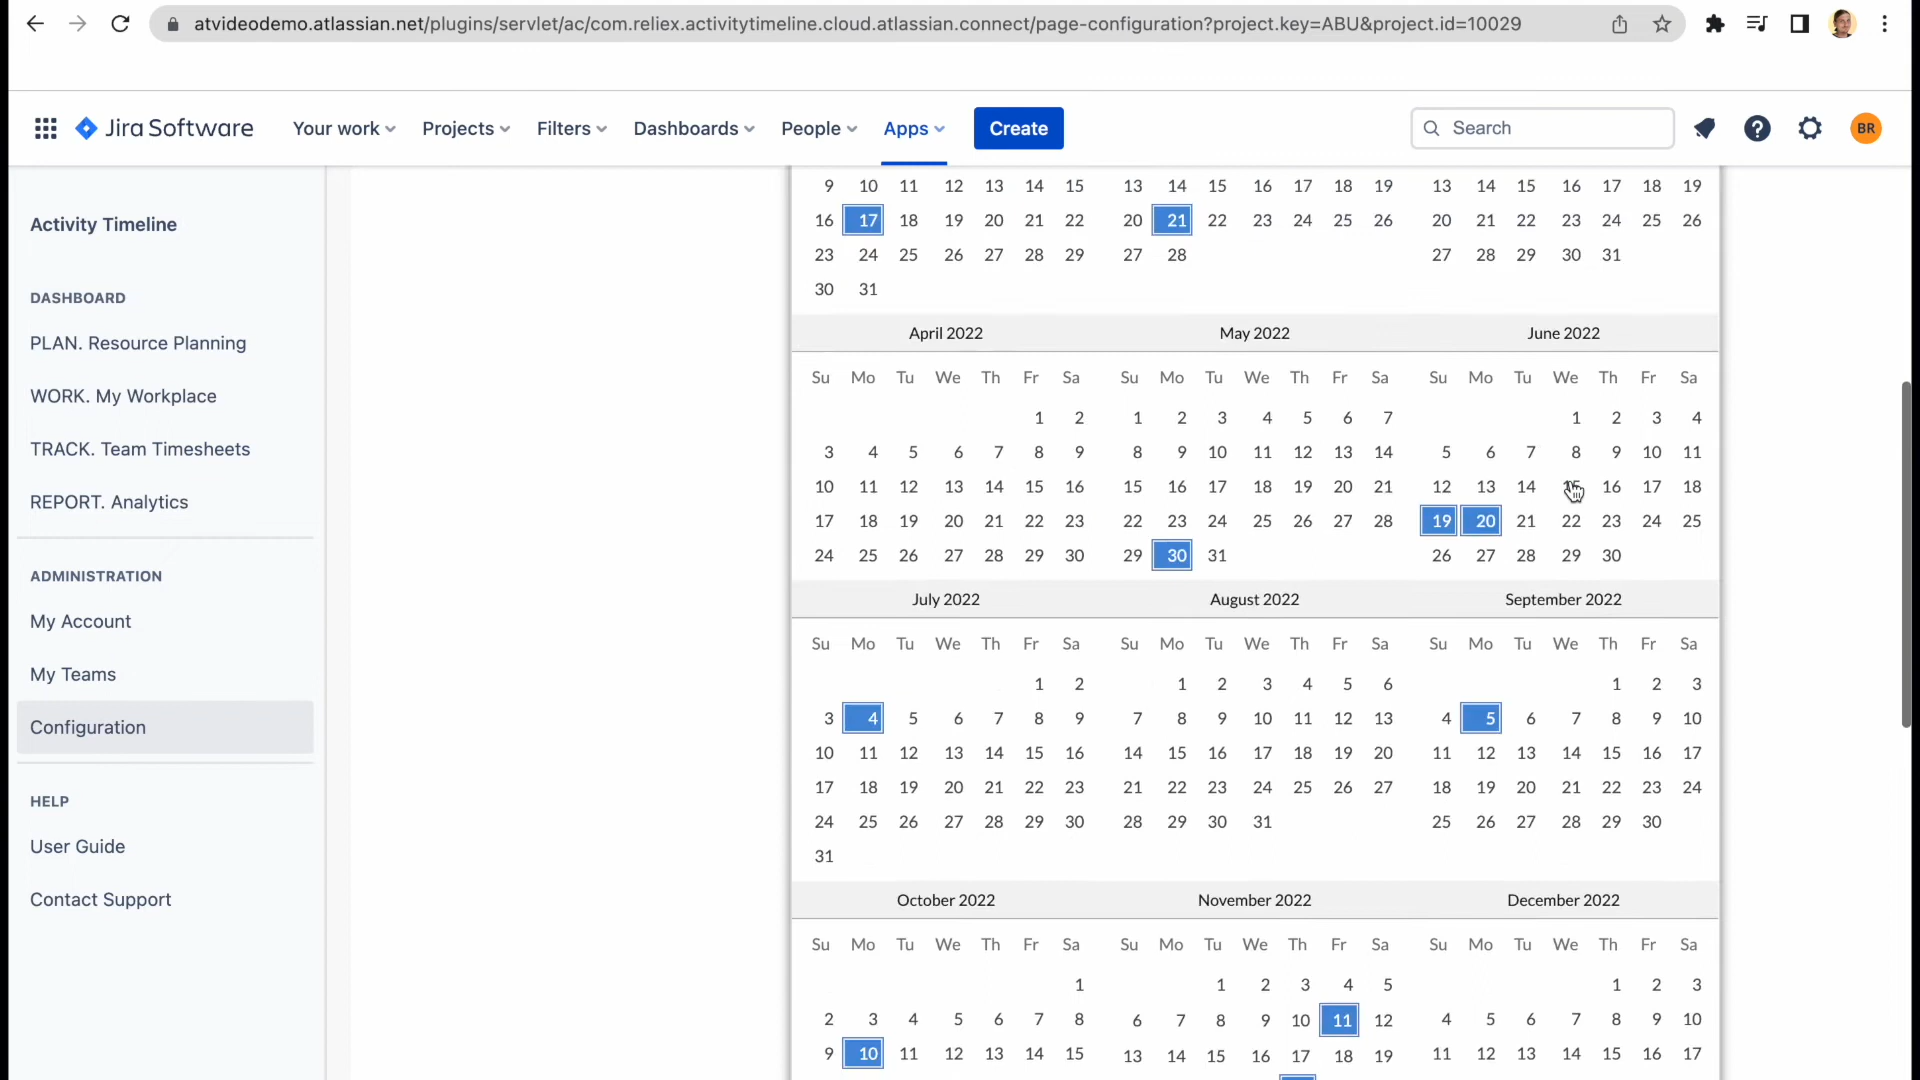 atvideodemo.atlassian.net/plugins/servlet/ac/com.reliex.activitytimeline.cloud.atlassian.connect/page-configuration?project.key=ABU&project.id=10029
Jira Software Your work Projects Filters Dashboards People Apps Create Search BR
Activity Timeline
DASHBOARD
PLAN. Resource Planning
WORK. My Workplace
TRACK. Team Timesheets
REPORT. Analytics
ADMINISTRATION
My Account
My Teams
Configuration
HELP
User Guide
Contact Support
9 10 11 12 13 14 15 13 14 15 16 17 18 19 13 14 15 16 17 18 19
16 17 18 19 20 21 22 20 21 22 23 24 25 26 20 21 22 23 24 25 26
23 24 25 26 27 28 29 27 28 27 28 29 30 31
30 31
April 2022 May 2022 June 2022
Su Mo Tu We Th Fr Sa Su Mo Tu We Th Fr Sa Su Mo Tu We Th Fr Sa
1 2 1 2 3 4 5 6 7 1 2 3 4
3 4 5 6 7 8 9 8 9 10 11 12 13 14 5 6 7 8 9 10 11
10 11 12 13 14 15 16 15 16 17 18 19 20 21 12 13 14 15 16 17 18
17 18 19 20 21 22 23 22 23 24 25 26 27 28 19 20 21 22 23 24 25
24 25 26 27 28 29 30 29 30 31 26 27 28 29 30
July 2022 August 2022 September 2022
Su Mo Tu We Th Fr Sa Su Mo Tu We Th Fr Sa Su Mo Tu We Th Fr Sa
1 2 1 2 3 4 5 6 1 2 3
3 4 5 6 7 8 9 7 8 9 10 11 12 13 4 5 6 7 8 9 10
10 11 12 13 14 15 16 14 15 16 17 18 19 20 11 12 13 14 15 16 17
17 18 19 20 21 22 23 21 22 23 24 25 26 27 18 19 20 21 22 23 24
24 25 26 27 28 29 30 28 29 30 31 25 26 27 28 29 30
31
October 2022 November 2022 December 2022
Su Mo Tu We Th Fr Sa Su Mo Tu We Th Fr Sa Su Mo Tu We Th Fr Sa
1 1 2 3 4 5 1 2 3
2 3 4 5 6 7 8 6 7 8 9 10 11 12 4 5 6 7 8 9 10
9 10 11 12 13 14 15 13 14 15 16 17 18 19 11 12 13 14 15 16 17